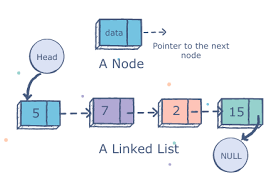 data
Pointer to the next
node
Head
A Node
5
7
2
15
A Linked List
NULL